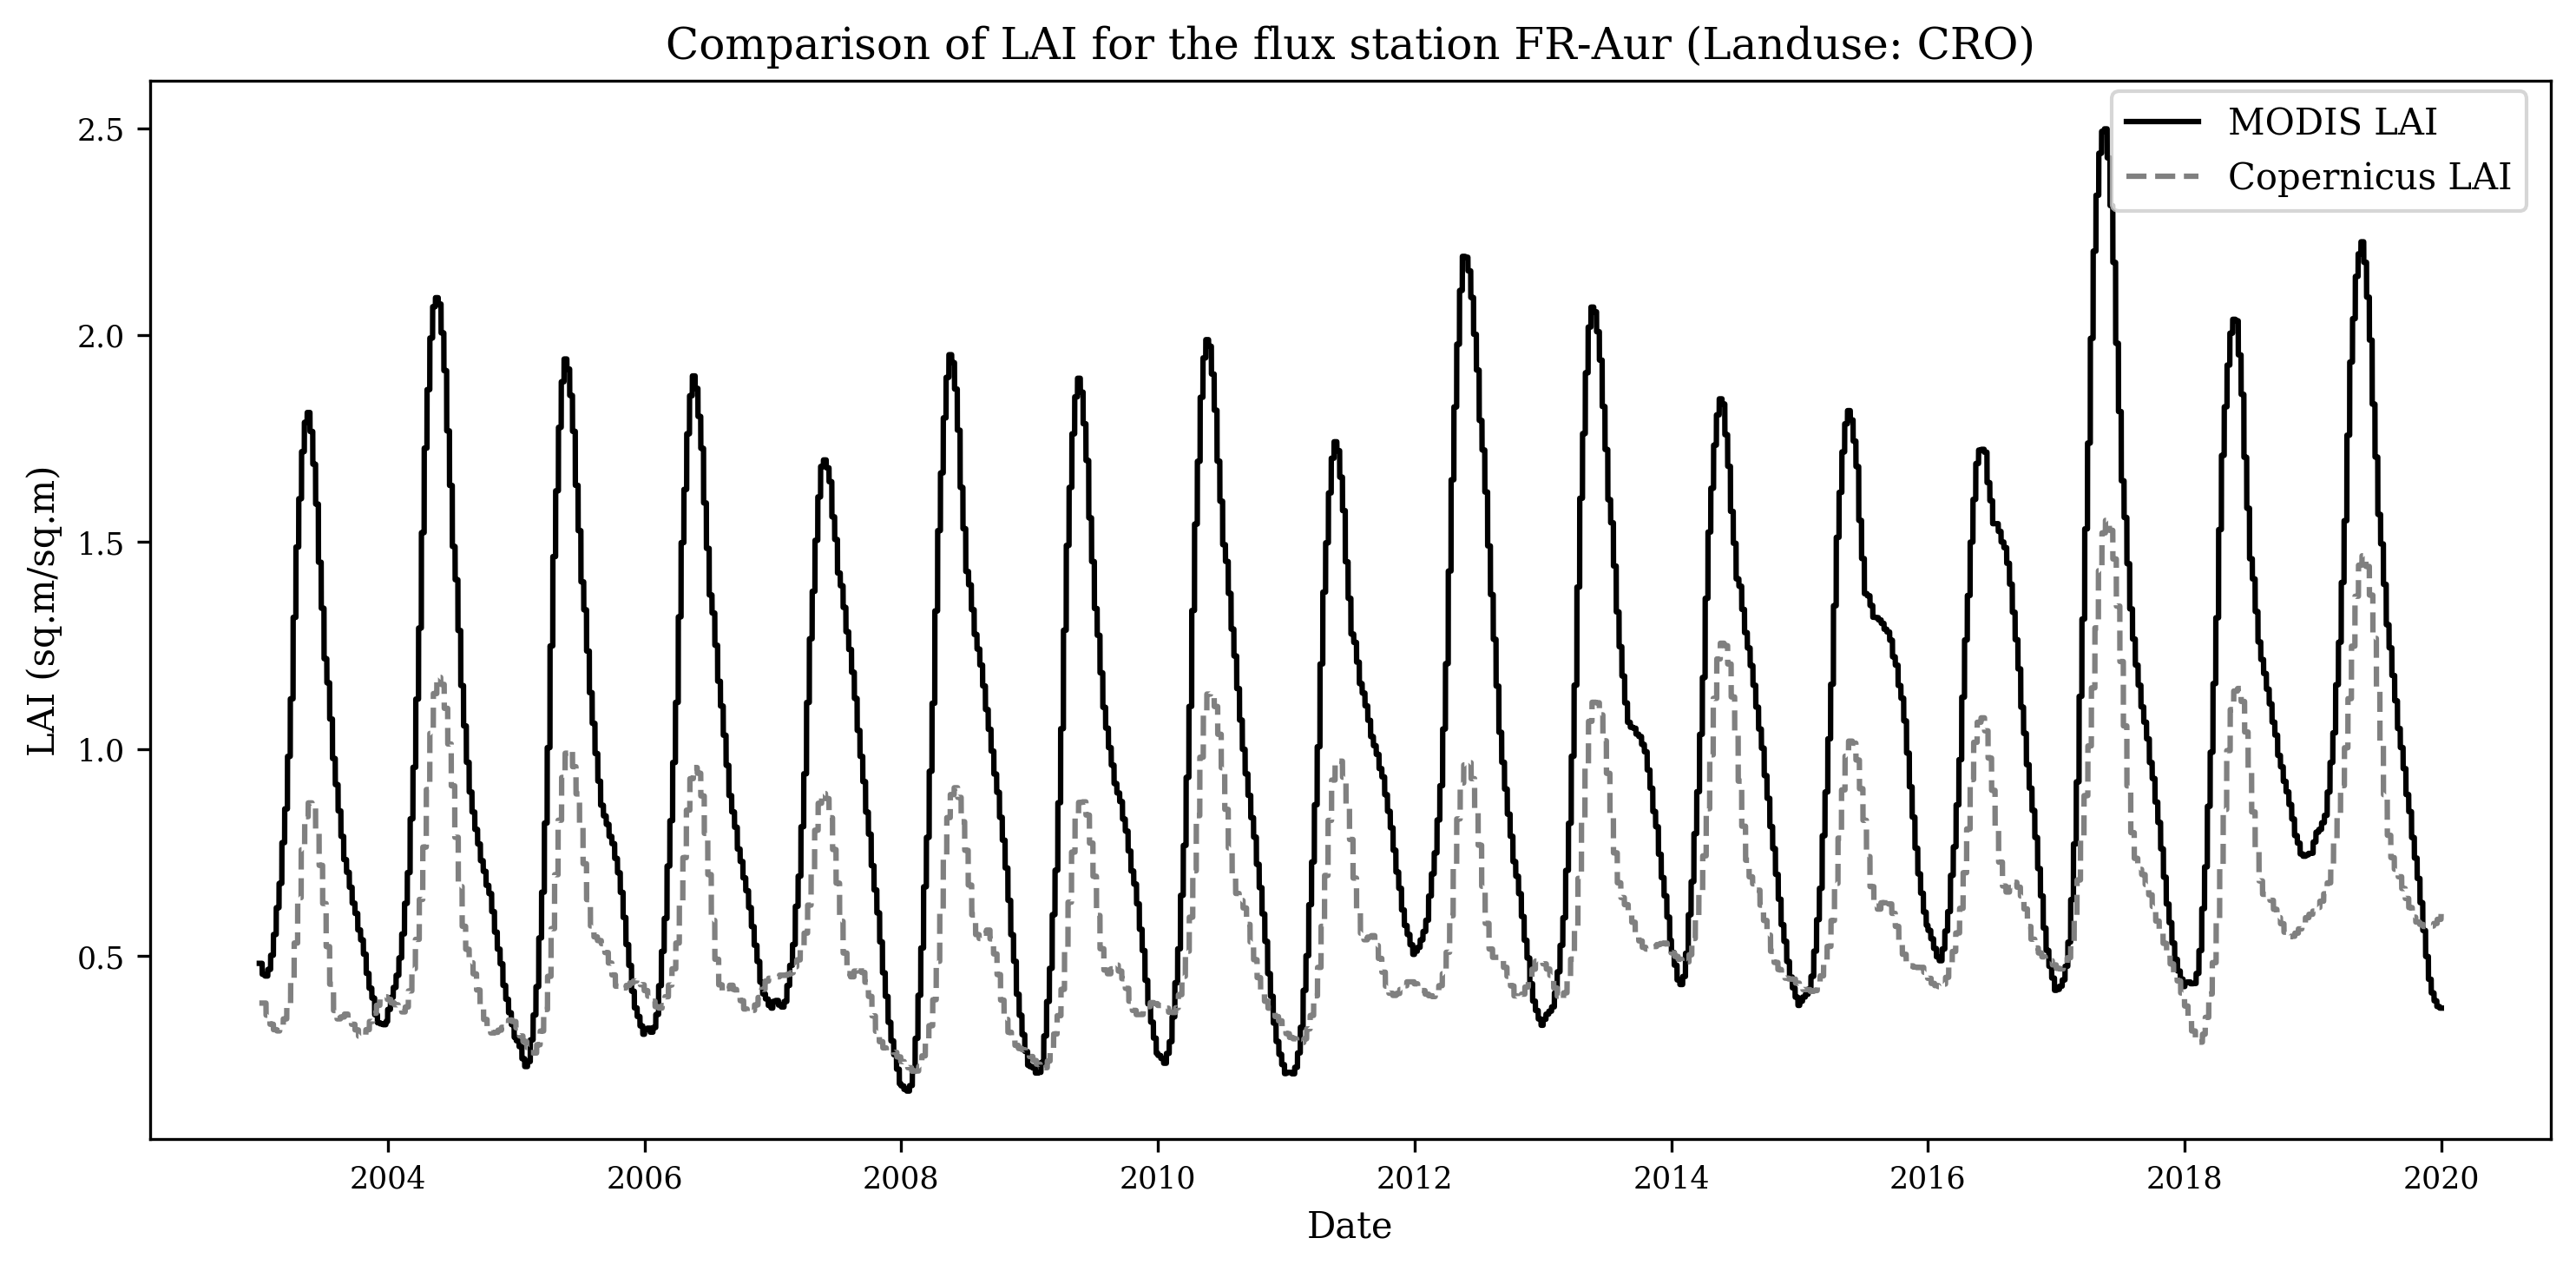 Comparison of LAI for the flux station FR-Aur (Landuse: CRO)
MODIS LAI
Copernicus LAI
LAI (sq.m/sq.m)
2.5
2.0
1.5
1.0
0.5
2004 2006 2008 2010 2012 2014 2016 2018 2020
Date